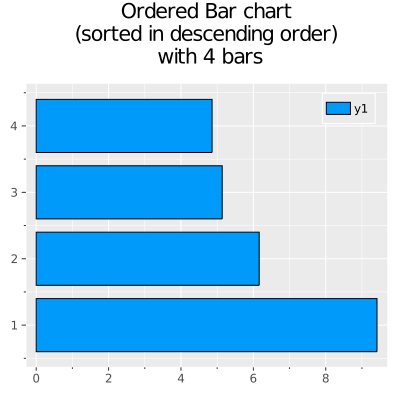 Ordered Bar chart
(sorted in descending order)
with 4 bars
y1
4
3
2
1
0 2 4 6 8